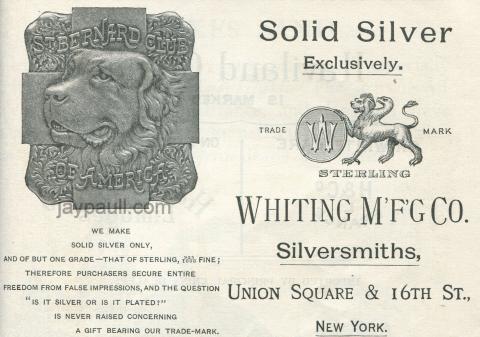 ST. BERNARD CLUB
OF AMERICA
jaypaull.com
WE MAKE
SOLID SILVER ONLY,
AND OF BUT ONE GRADE—THAT OF STERLING, 925/1000 FINE;
THEREFORE PURCHASERS SECURE ENTIRE
FREEDOM FROM FALSE IMPRESSIONS, AND THE QUESTION
"IS IT SILVER OR IS IT PLATED?"
IS NEVER RAISED CONCERNING
A GIFT BEARING OUR TRADE-MARK.
Solid Silver
Exclusively.
TRADE W MARK
STERLING
WHITING M'F'G CO.
Silversmiths,
UNION SQUARE & 16TH ST.,
NEW YORK.